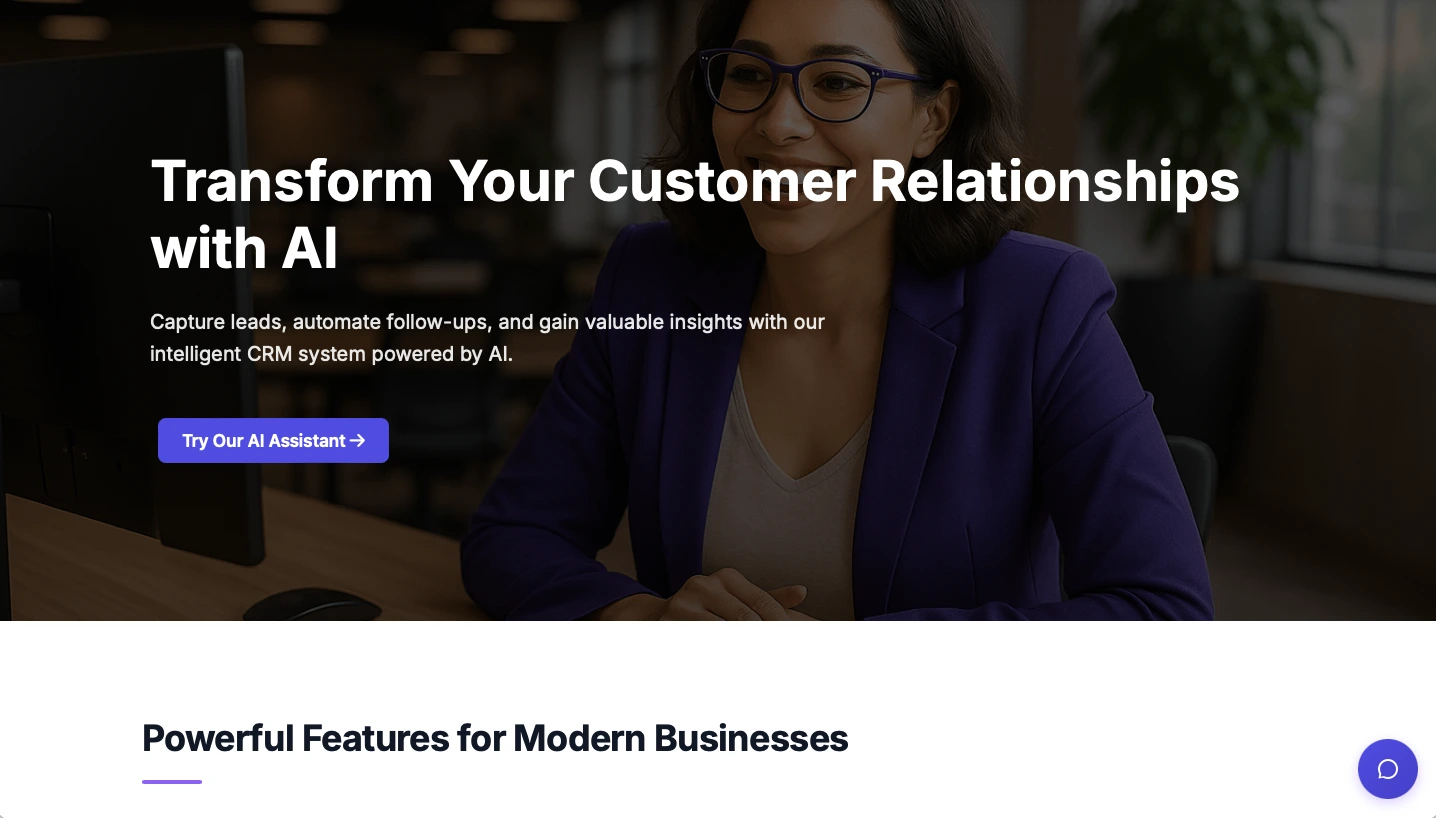 Transform Your Customer Relationships
with AI
Capture leads, automate follow-ups, and gain valuable insights with our
intelligent CRM system powered by AI.
Try Our AI Assistant →
Powerful Features for Modern Businesses